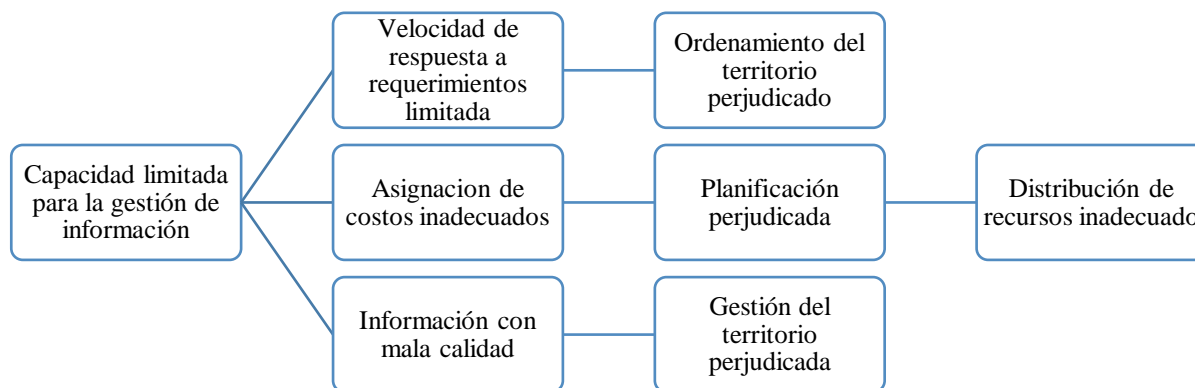 Velocidad de
respuesta a
requerimientos
limitada
Ordenamiento del
territorio
perjudicado
Capacidad limitada
para la gestión de
información
Asignacion de
costos inadecuados
Planificación
perjudicada
Distribución de
recursos inadecuado
Información con
mala calidad
Gestión del
territorio
perjudicada